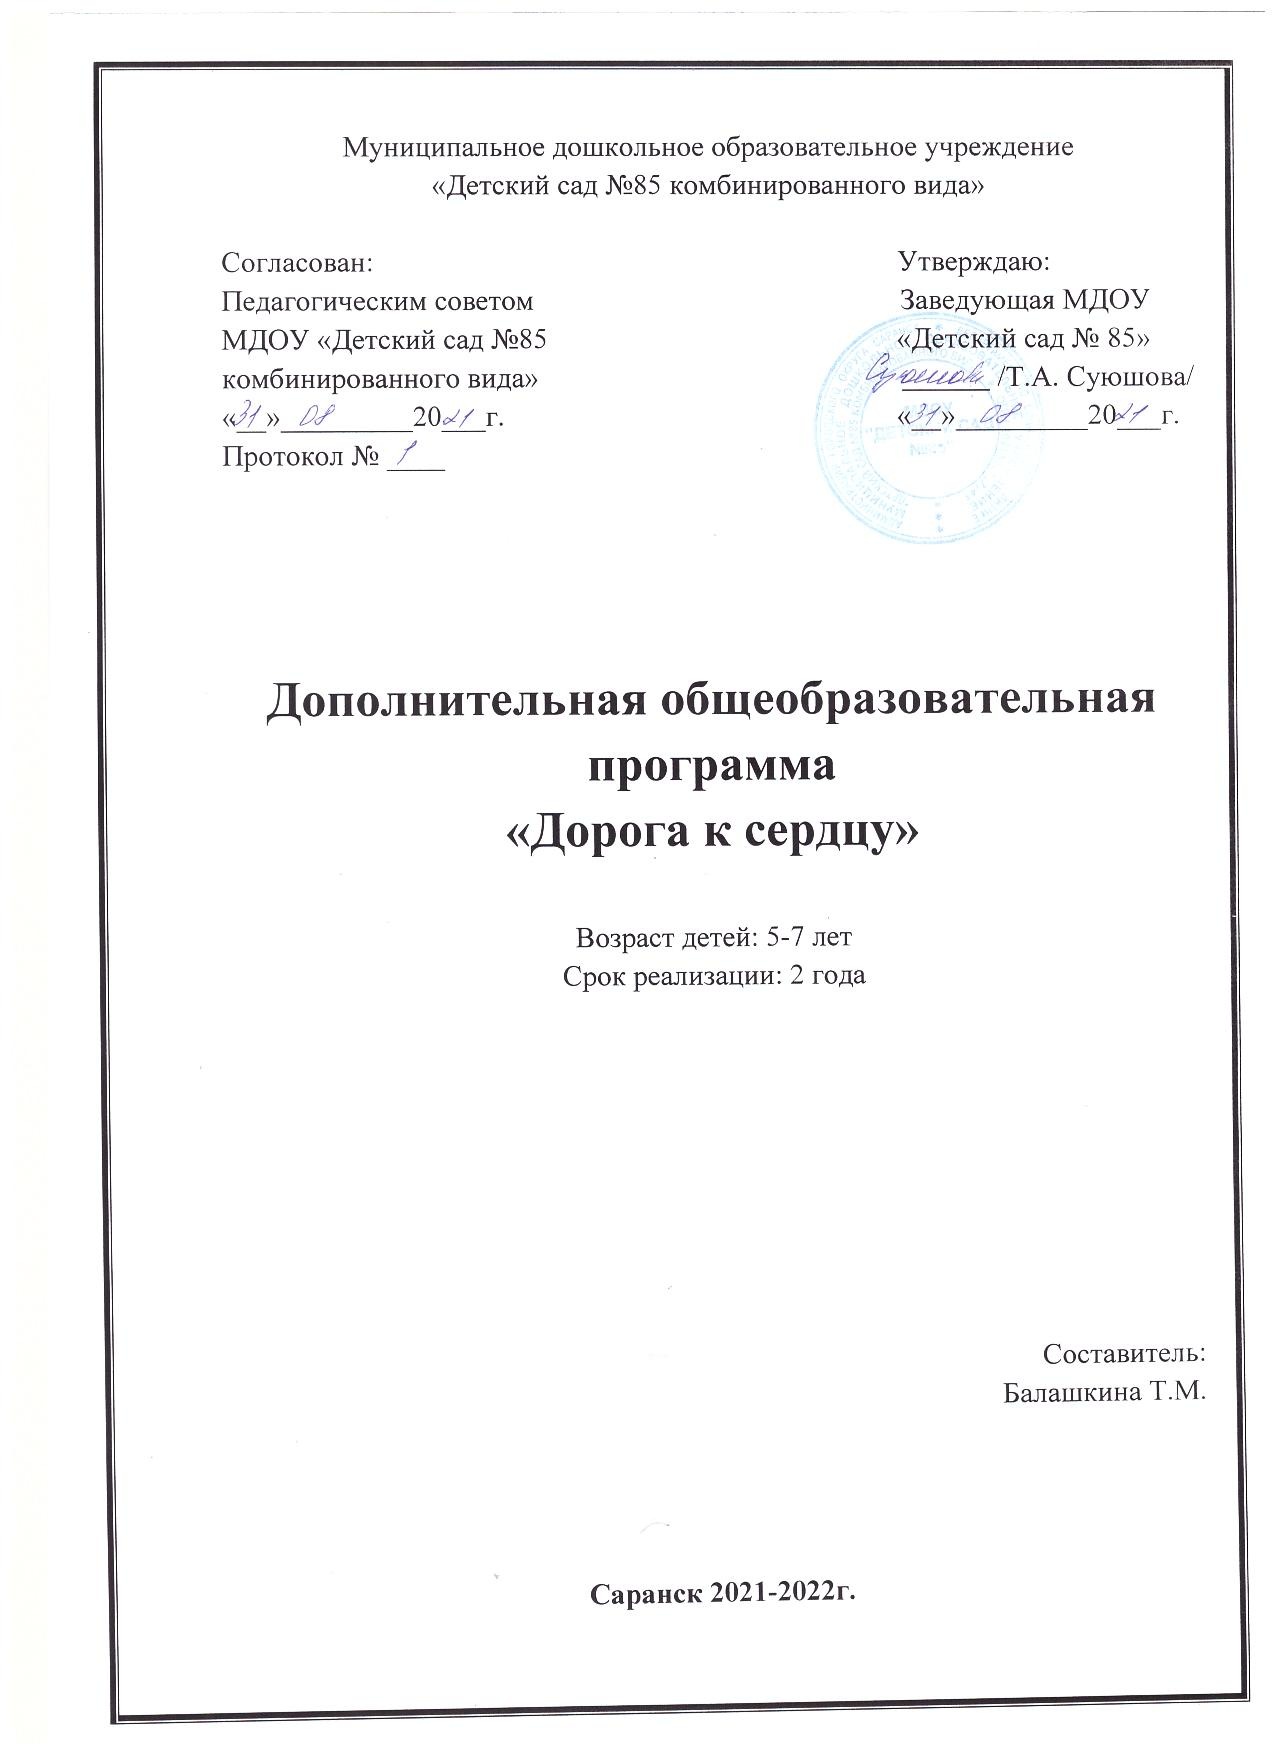 Муниципальное дошкольное образовательное учреждение
«Детский сад №85 комбинированного вида»
Согласован:
Педагогическим советом
МДОУ «Детский сад №85
комбинированного вида»
«31» 08 2021 г.
Протокол № 1
Утверждаю:
Заведующая МДОУ
«Детский сад № 85»
Суюшова /Т.А. Суюшова/
«31» 08 2021 г.
Дополнительная общеобразовательная
программа
«Дорога к сердцу»
Возраст детей: 5-7 лет
Срок реализации: 2 года
Составитель:
Балашкина Т.М.
Саранск 2021-2022г.